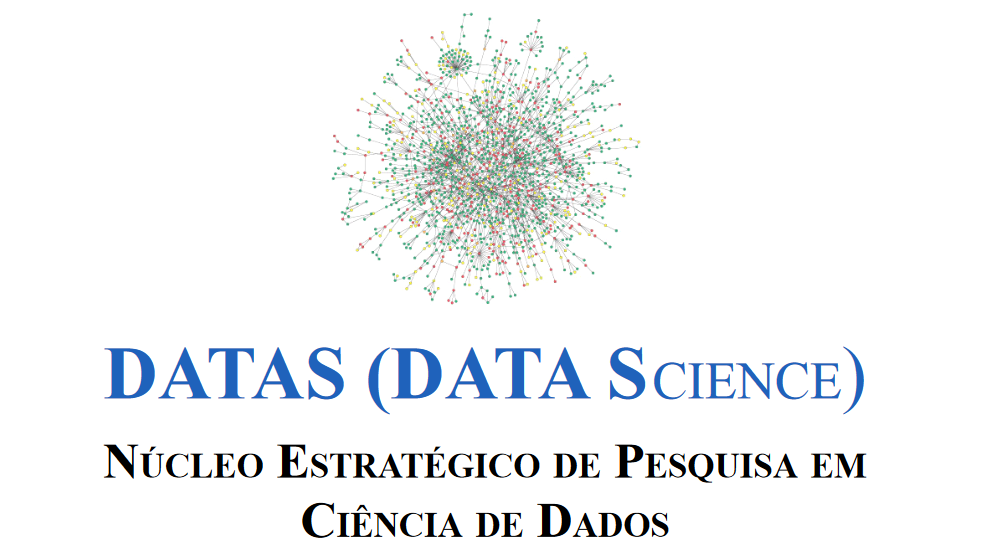 DATAS (DATA SCIENCE)
NÚCLEO ESTRATÉGICO DE PESQUISA EM
CIÊNCIA DE DADOS